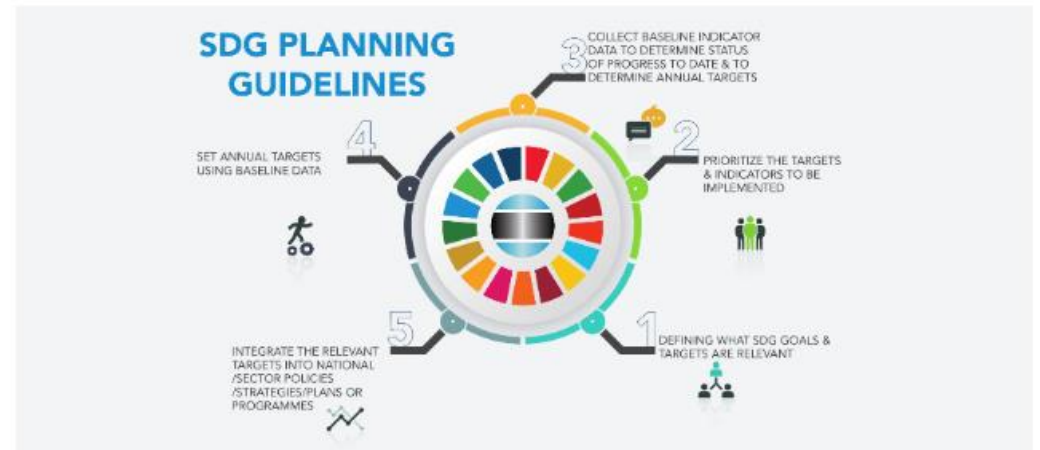 SDG PLANNING
GUIDELINES
3
COLLECT BASELINE INDICATOR
DATA TO DETERMINE STATUS
OF PROGRESS TO DATE & TO
DETERMINE ANNUAL TARGETS
4
SET ANNUAL TARGETS
USING BASELINE DATA
2
PRIORITIZE THE TARGETS
& INDICATORS TO BE
IMPLEMENTED
5
INTEGRATE THE RELEVANT
TARGETS INTO NATIONAL
/SECTOR POLICIES
/STRATEGIES/PLANS OR
PROGRAMMES
1
DEFINING WHAT SDG GOALS &
TARGETS ARE RELEVANT